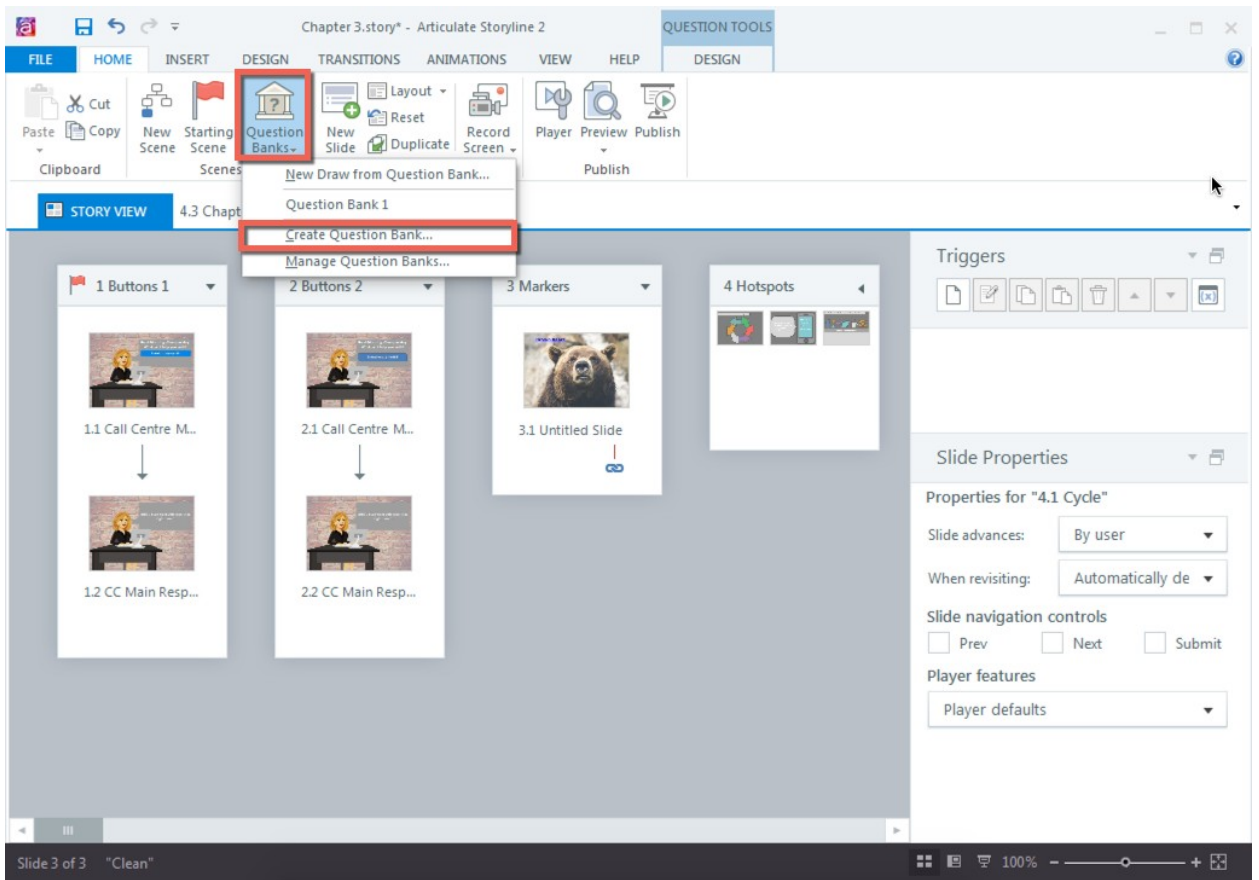 Chapter 3.story* - Articulate Storyline 2
QUESTION TOOLS
FILE HOME INSERT DESIGN TRANSITIONS ANIMATIONS VIEW HELP DESIGN
Cut
Copy
Paste
New Scene
Starting Scene
Question Banks
New Slide
Layout
Reset
Duplicate
Record Screen
Player Preview Publish
Clipboard
Scenes
Publish
New Draw from Question Bank...
Question Bank 1
Create Question Bank...
Manage Question Banks...
STORY VIEW
4.3 Chapt
1 Buttons 1
2 Buttons 2
3 Markers
4 Hotspots
1.1 Call Centre M...
2.1 Call Centre M...
3.1 Untitled Slide
1.2 CC Main Resp...
2.2 CC Main Resp...
Triggers
Slide Properties
Properties for "4.1 Cycle"
Slide advances: By user
When revisiting: Automatically de
Slide navigation controls
Prev Next Submit
Player features
Player defaults
Slide 3 of 3 "Clean"
100%